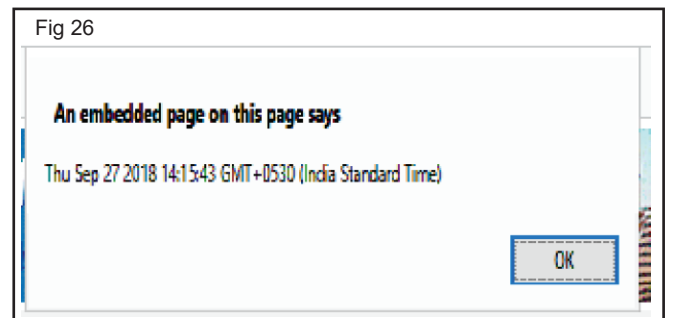 Fig 26
An embedded page on this page says
Thu Sep 27 2018 14:15:43 GMT+0530 (India Standard Time)
OK